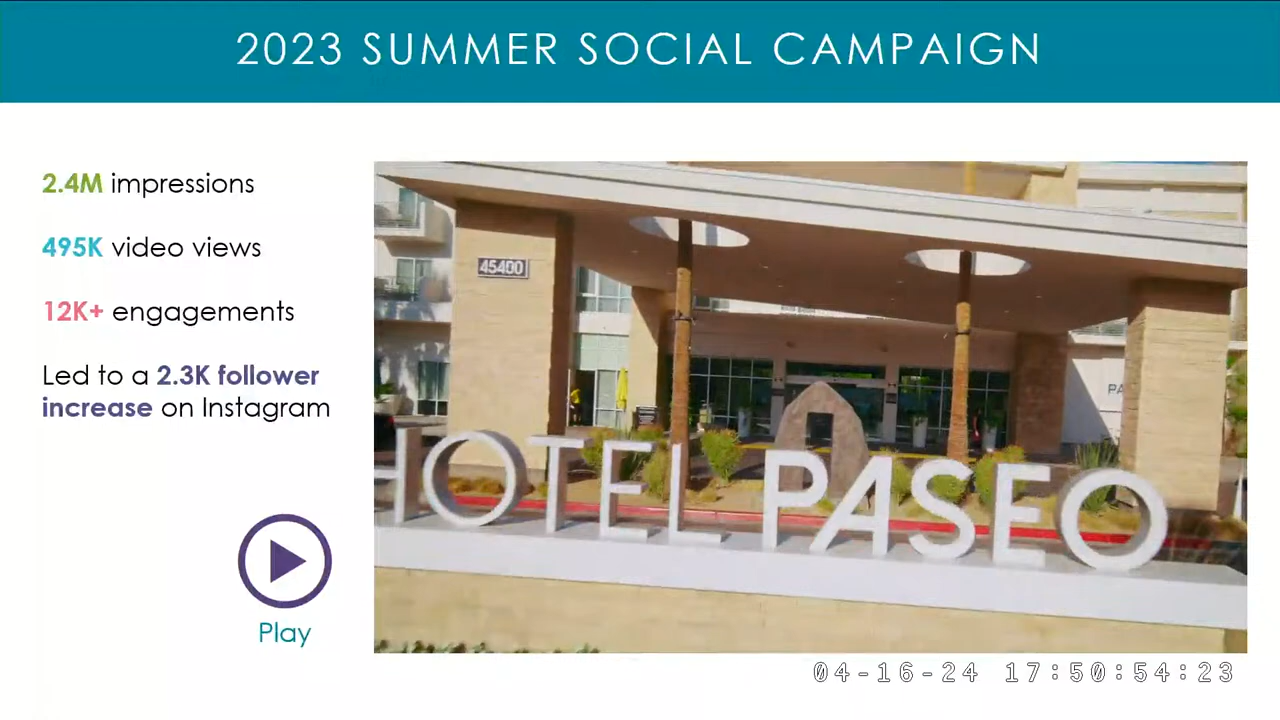 2023 SUMMER SOCIAL CAMPAIGN
2.4M impressions
495K video views
12K+ engagements
Led to a 2.3K follower
increase on Instagram
Play
45400
PA
HOTEL PASEO
04-16-24 17:50:54:23